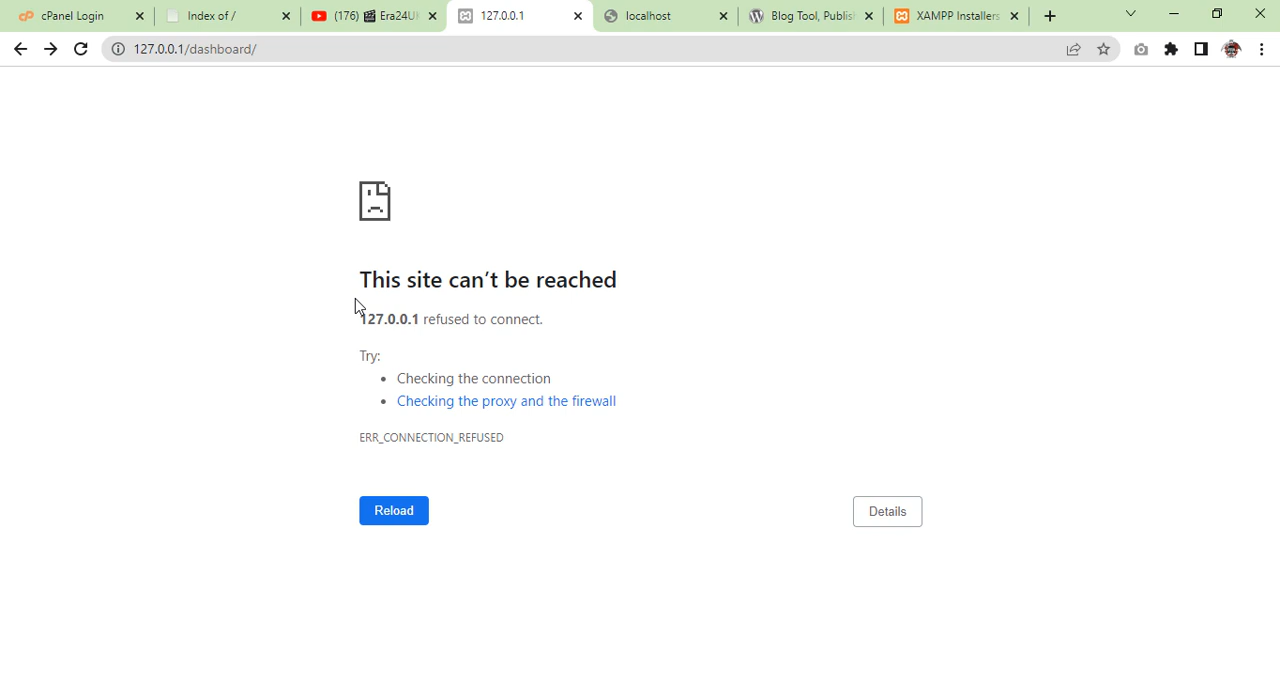 cPanel Login
Index of /
(176) 🎬 Era24U
127.0.0.1
localhost
Blog Tool, Publis
XAMPP Installers
127.0.0.1/dashboard/
This site can’t be reached
127.0.0.1 refused to connect.
Try:
• Checking the connection
• Checking the proxy and the firewall
ERR_CONNECTION_REFUSED
Reload
Details